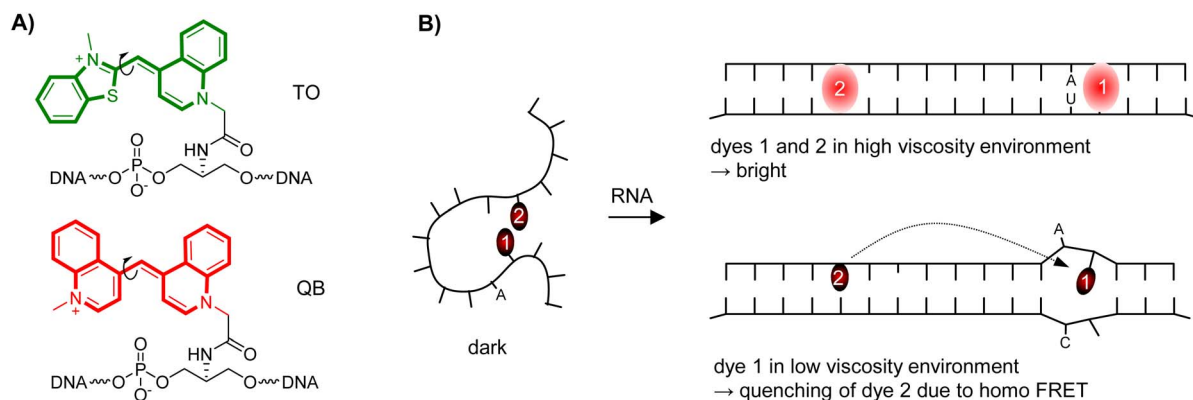 A)
N
+
S
N
TO
O
HN
O
DNA
O
P
O
O
DNA
O-
N
+
N
QB
O
HN
O
DNA
O
P
O
O
DNA
O-
B)
2
1
A
dark
RNA
2
A
U
1
dyes 1 and 2 in high viscosity environment
→ bright
A
2
1
C
dye 1 in low viscosity environment
→ quenching of dye 2 due to homo FRET